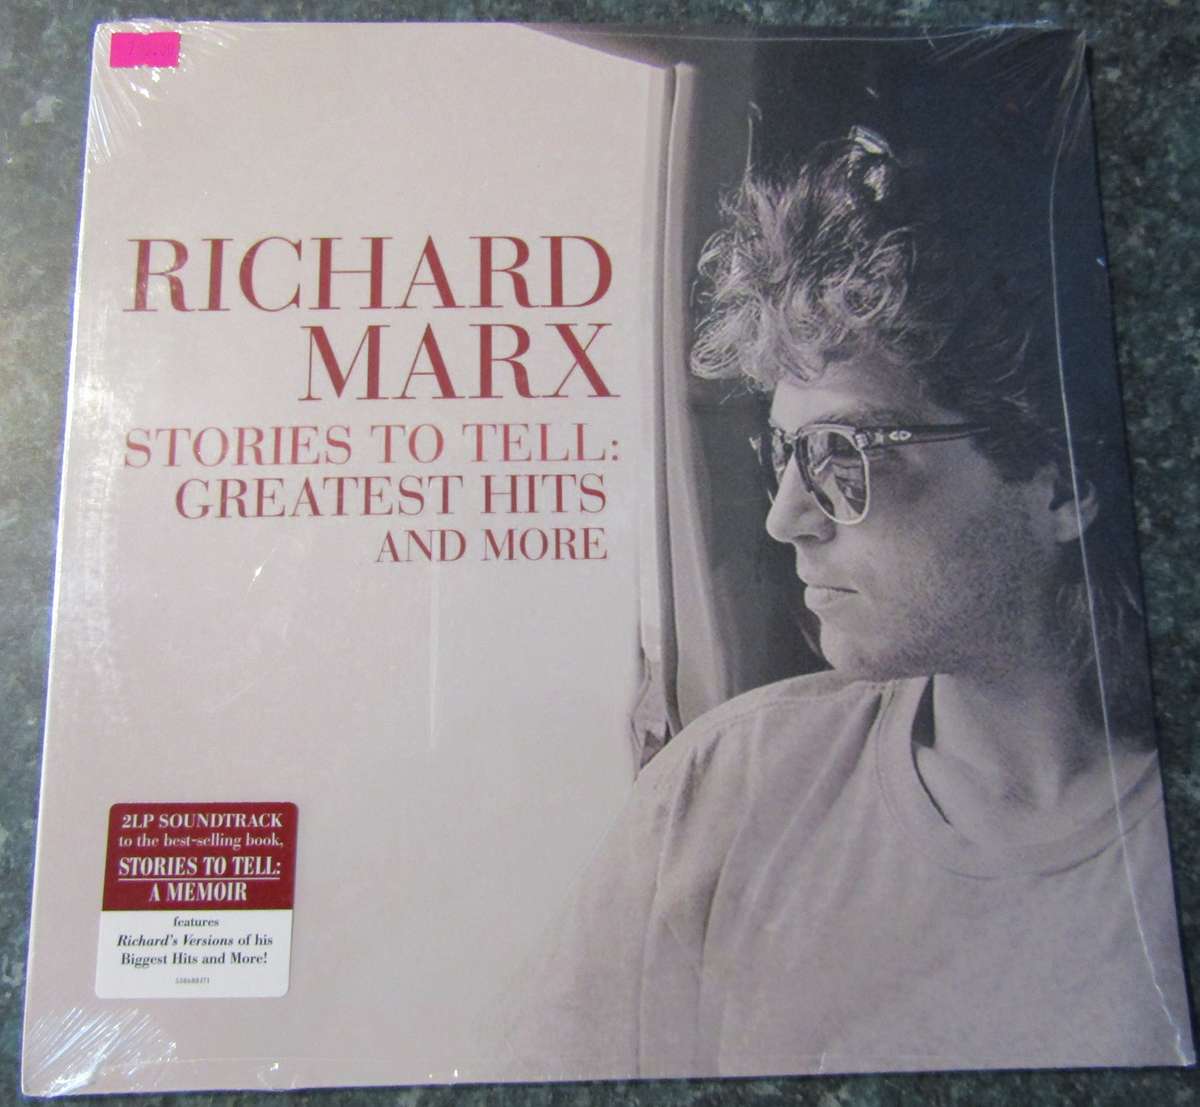 RICHARD
MARX
STORIES TO TELL:
GREATEST HITS
AND MORE
2LP SOUNDTRACK
to the best-selling book,
STORIES TO TELL:
A MEMOIR
features
Richard's Versions of his
Biggest Hits and More!